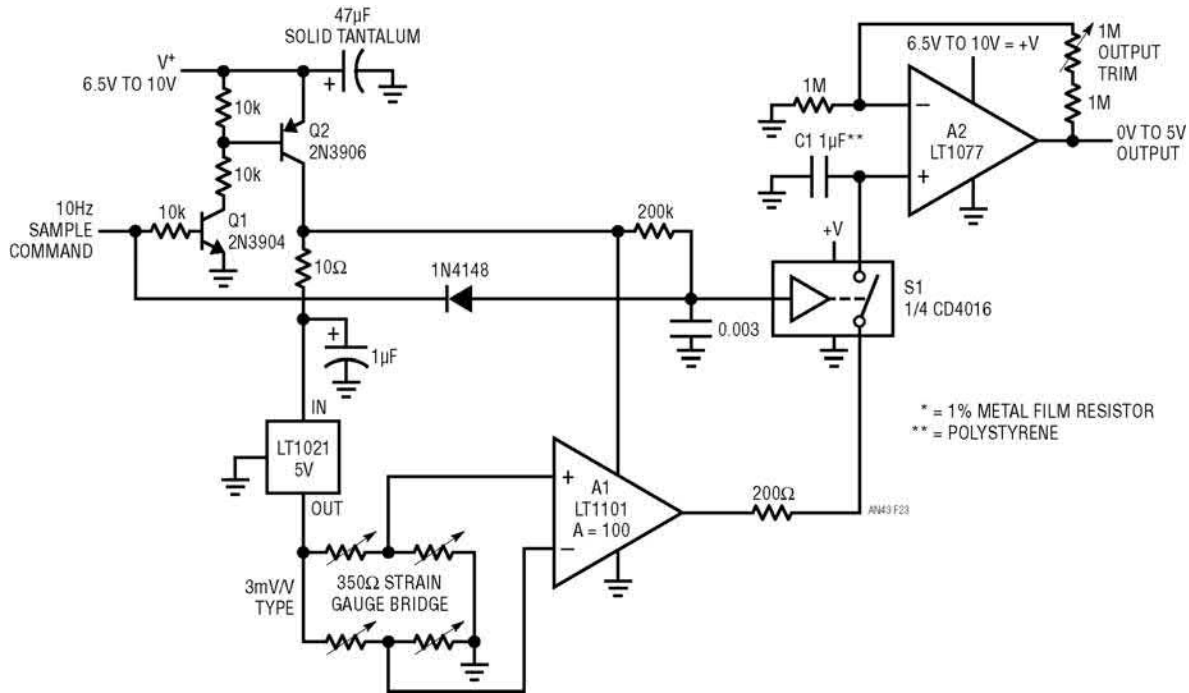 47µF
SOLID TANTALUM
V+
6.5V TO 10V
+
10k
Q2
2N3906
10k
10Hz
SAMPLE
COMMAND
10k
Q1
2N3904
10Ω
1N4148
200k
+
1µF
0.003
IN
LT1021
5V
OUT
3mV/V
TYPE
350Ω STRAIN
GAUGE BRIDGE
+
A1
LT1101
A = 100
–
200Ω
6.5V TO 10V = +V
1M
OUTPUT
TRIM
1M
1M
–
A2
LT1077
+
0V TO 5V
OUTPUT
C1 1µF**
+V
S1
1/4 CD4016
* = 1% METAL FILM RESISTOR
** = POLYSTYRENE
AN43 F23